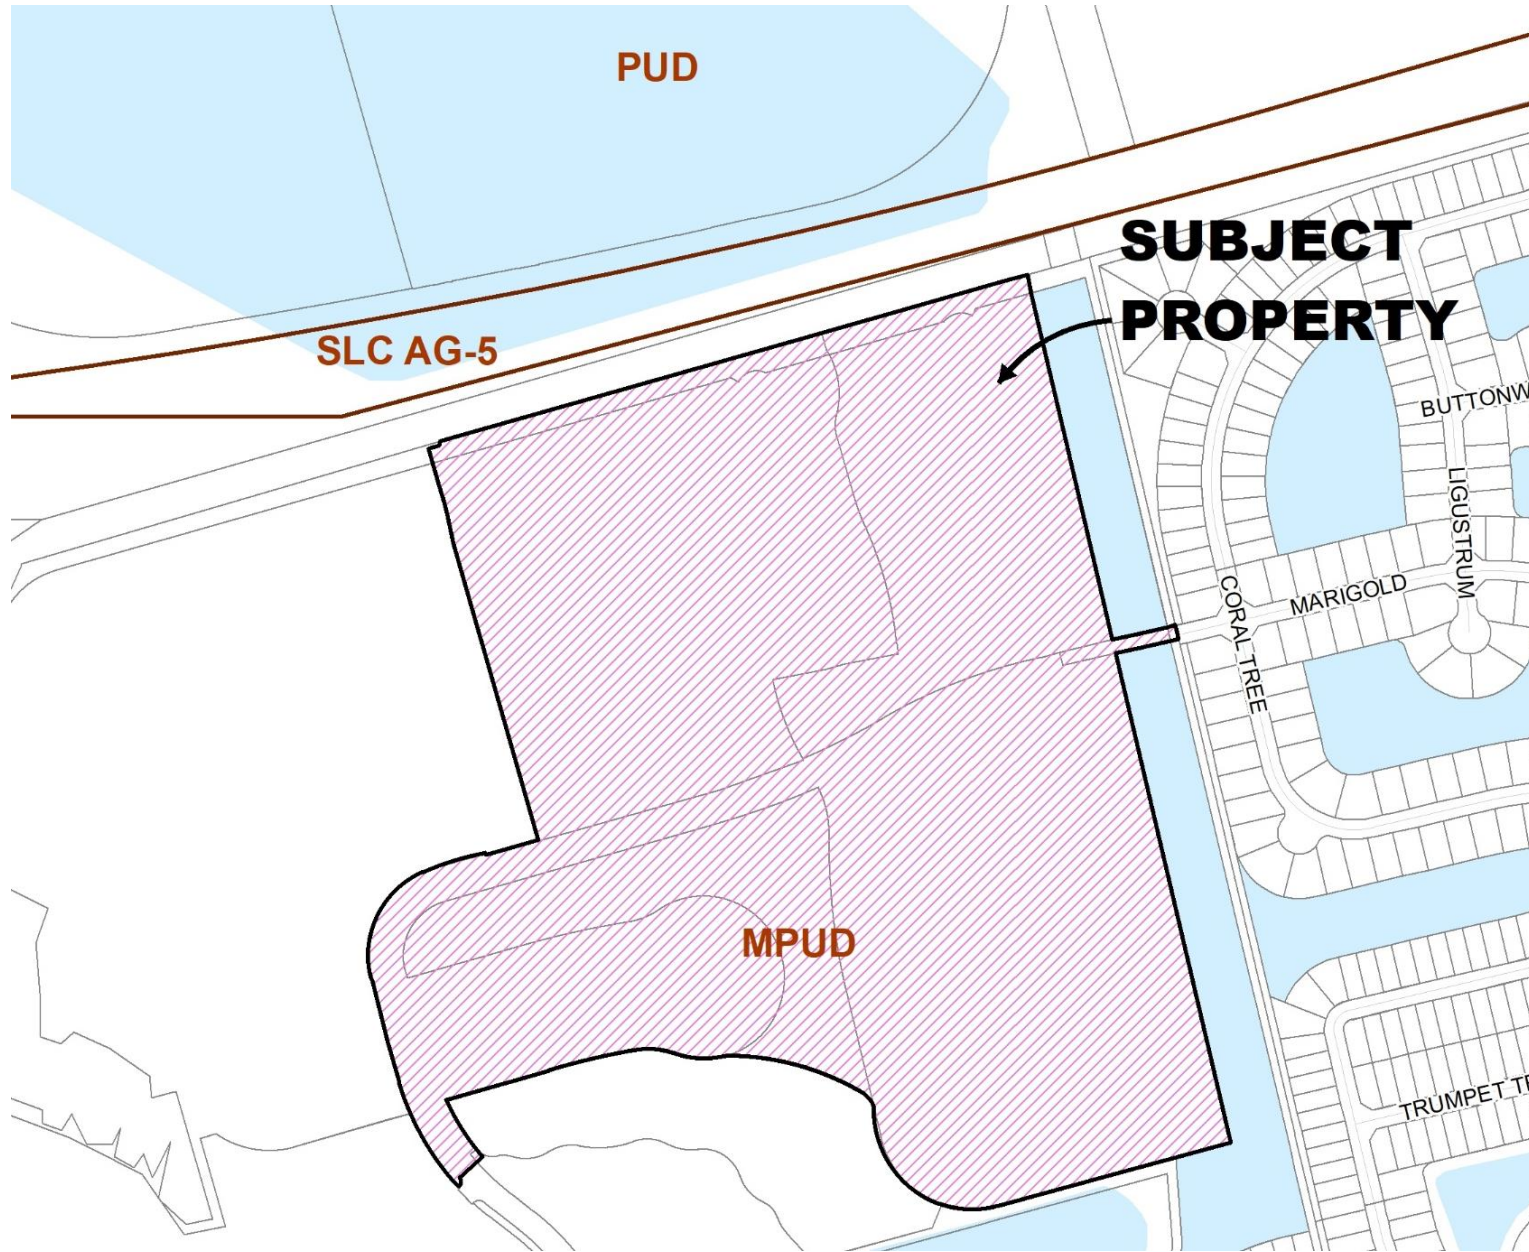 PUD
SUBJECT
PROPERTY
SLC AG-5
BUTTONW
LIGUSTRUM
MARIGOLD
CORAL TREE
MPUD
TRUMPET TR